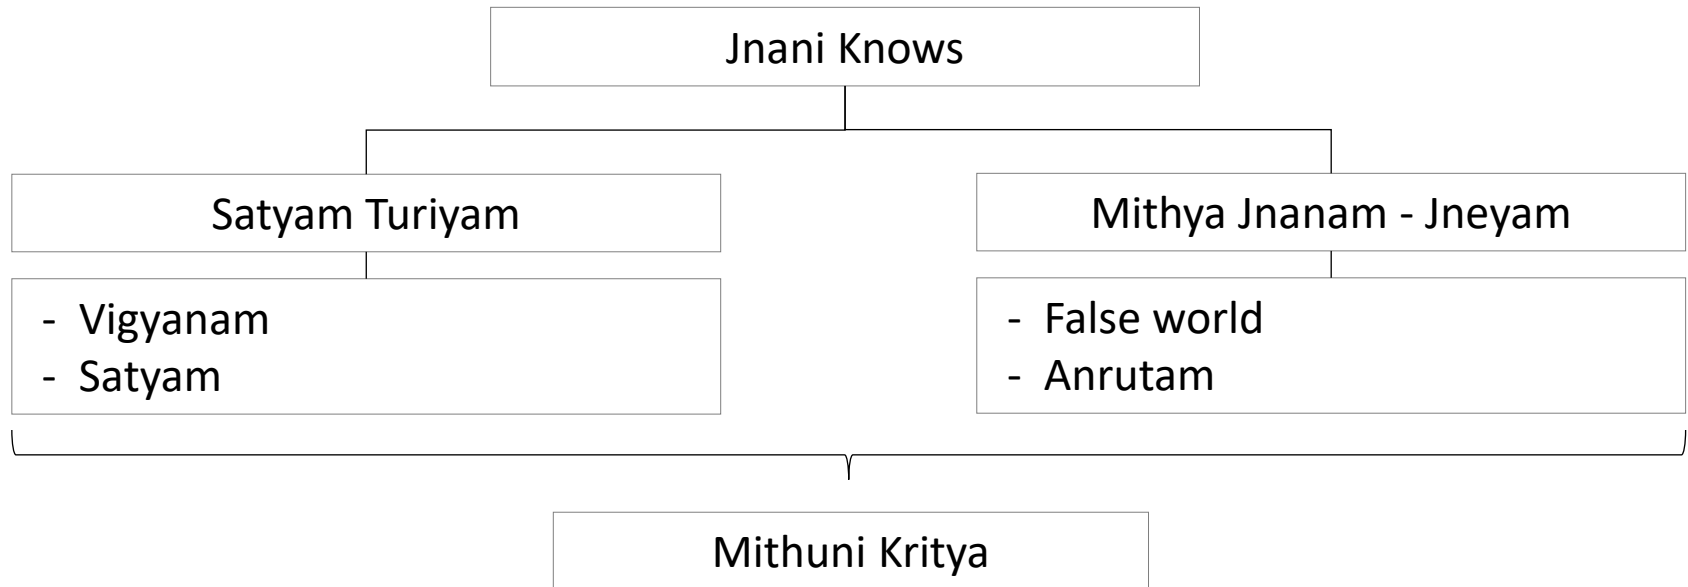 Jnani Knows
Satyam Turiyam
Mithya Jnanam - Jneyam
- Vigyanam
- Satyam
- False world
- Anrutam
Mithuni Kritya